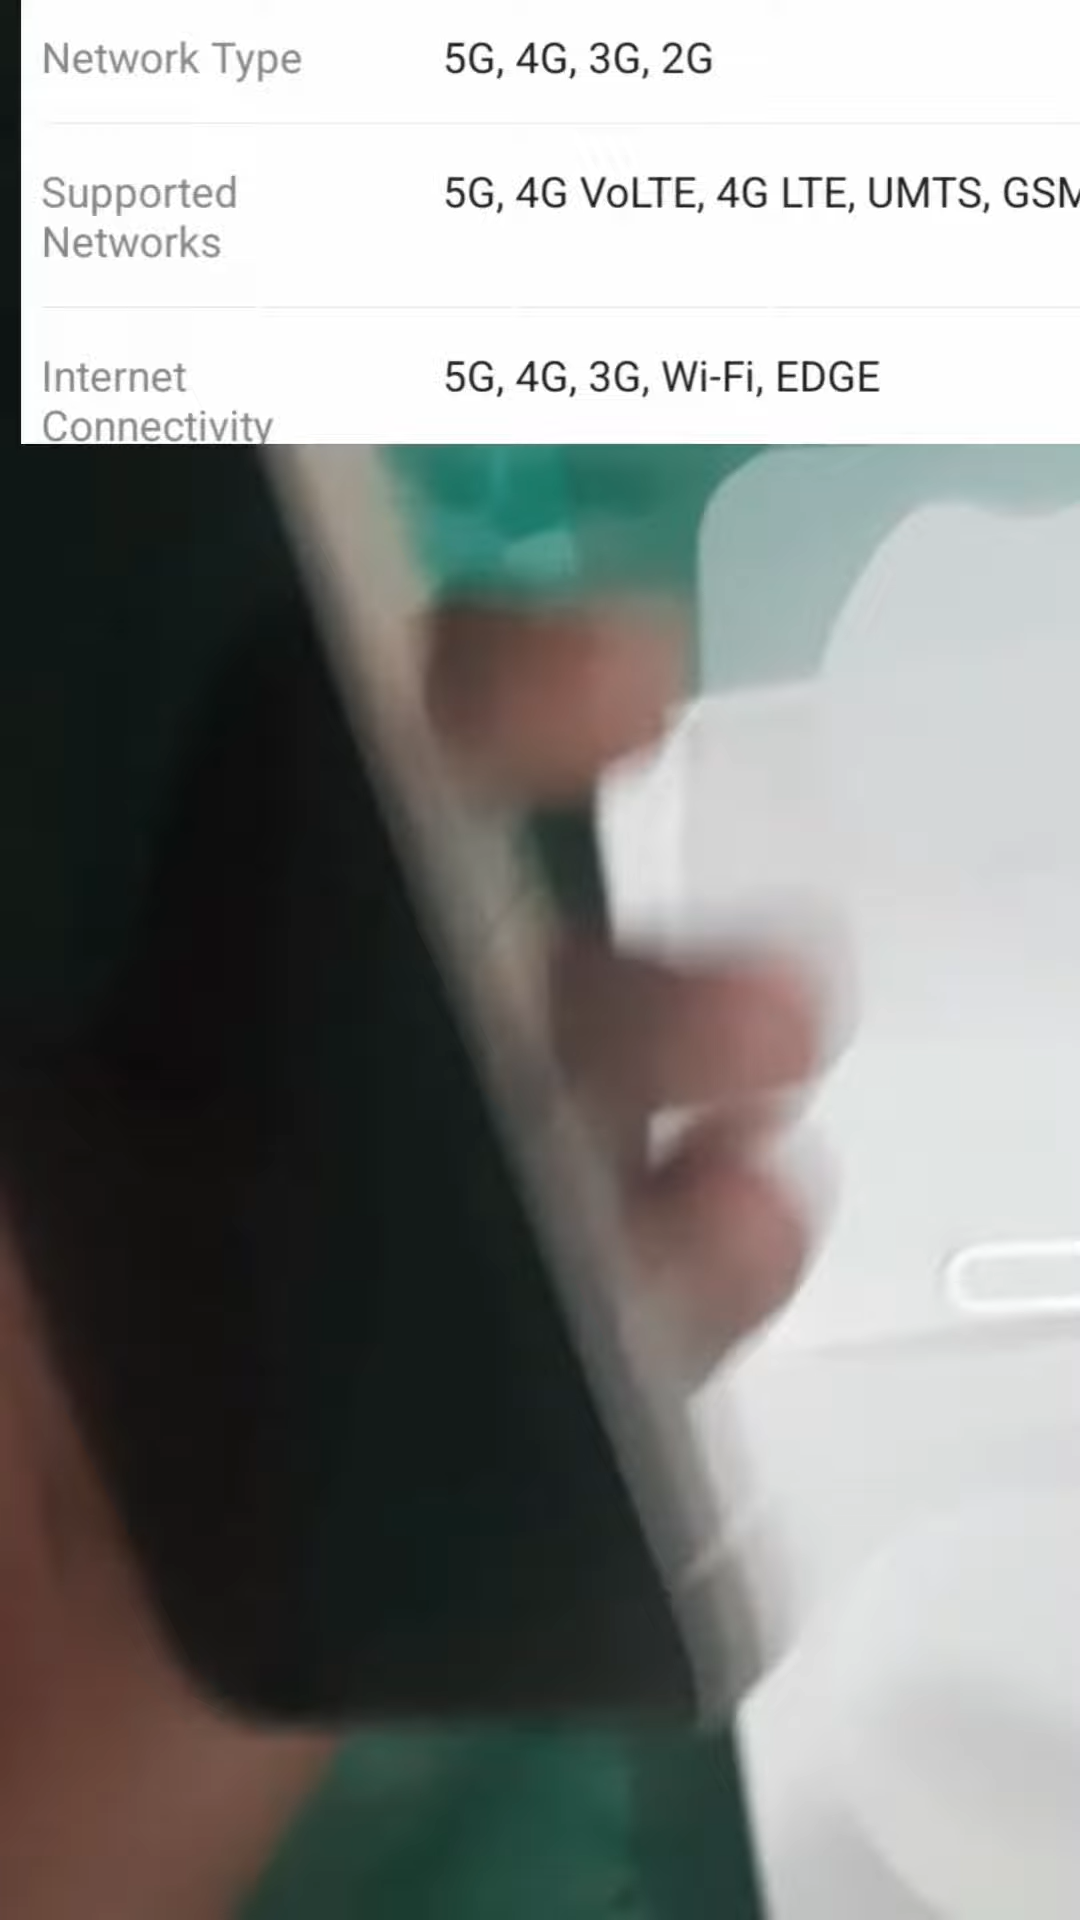 Network Type 5G, 4G, 3G, 2G
Supported 5G, 4G VoLTE, 4G LTE, UMTS, GSM
Networks
Internet 5G, 4G, 3G, Wi-Fi, EDGE
Connectivity